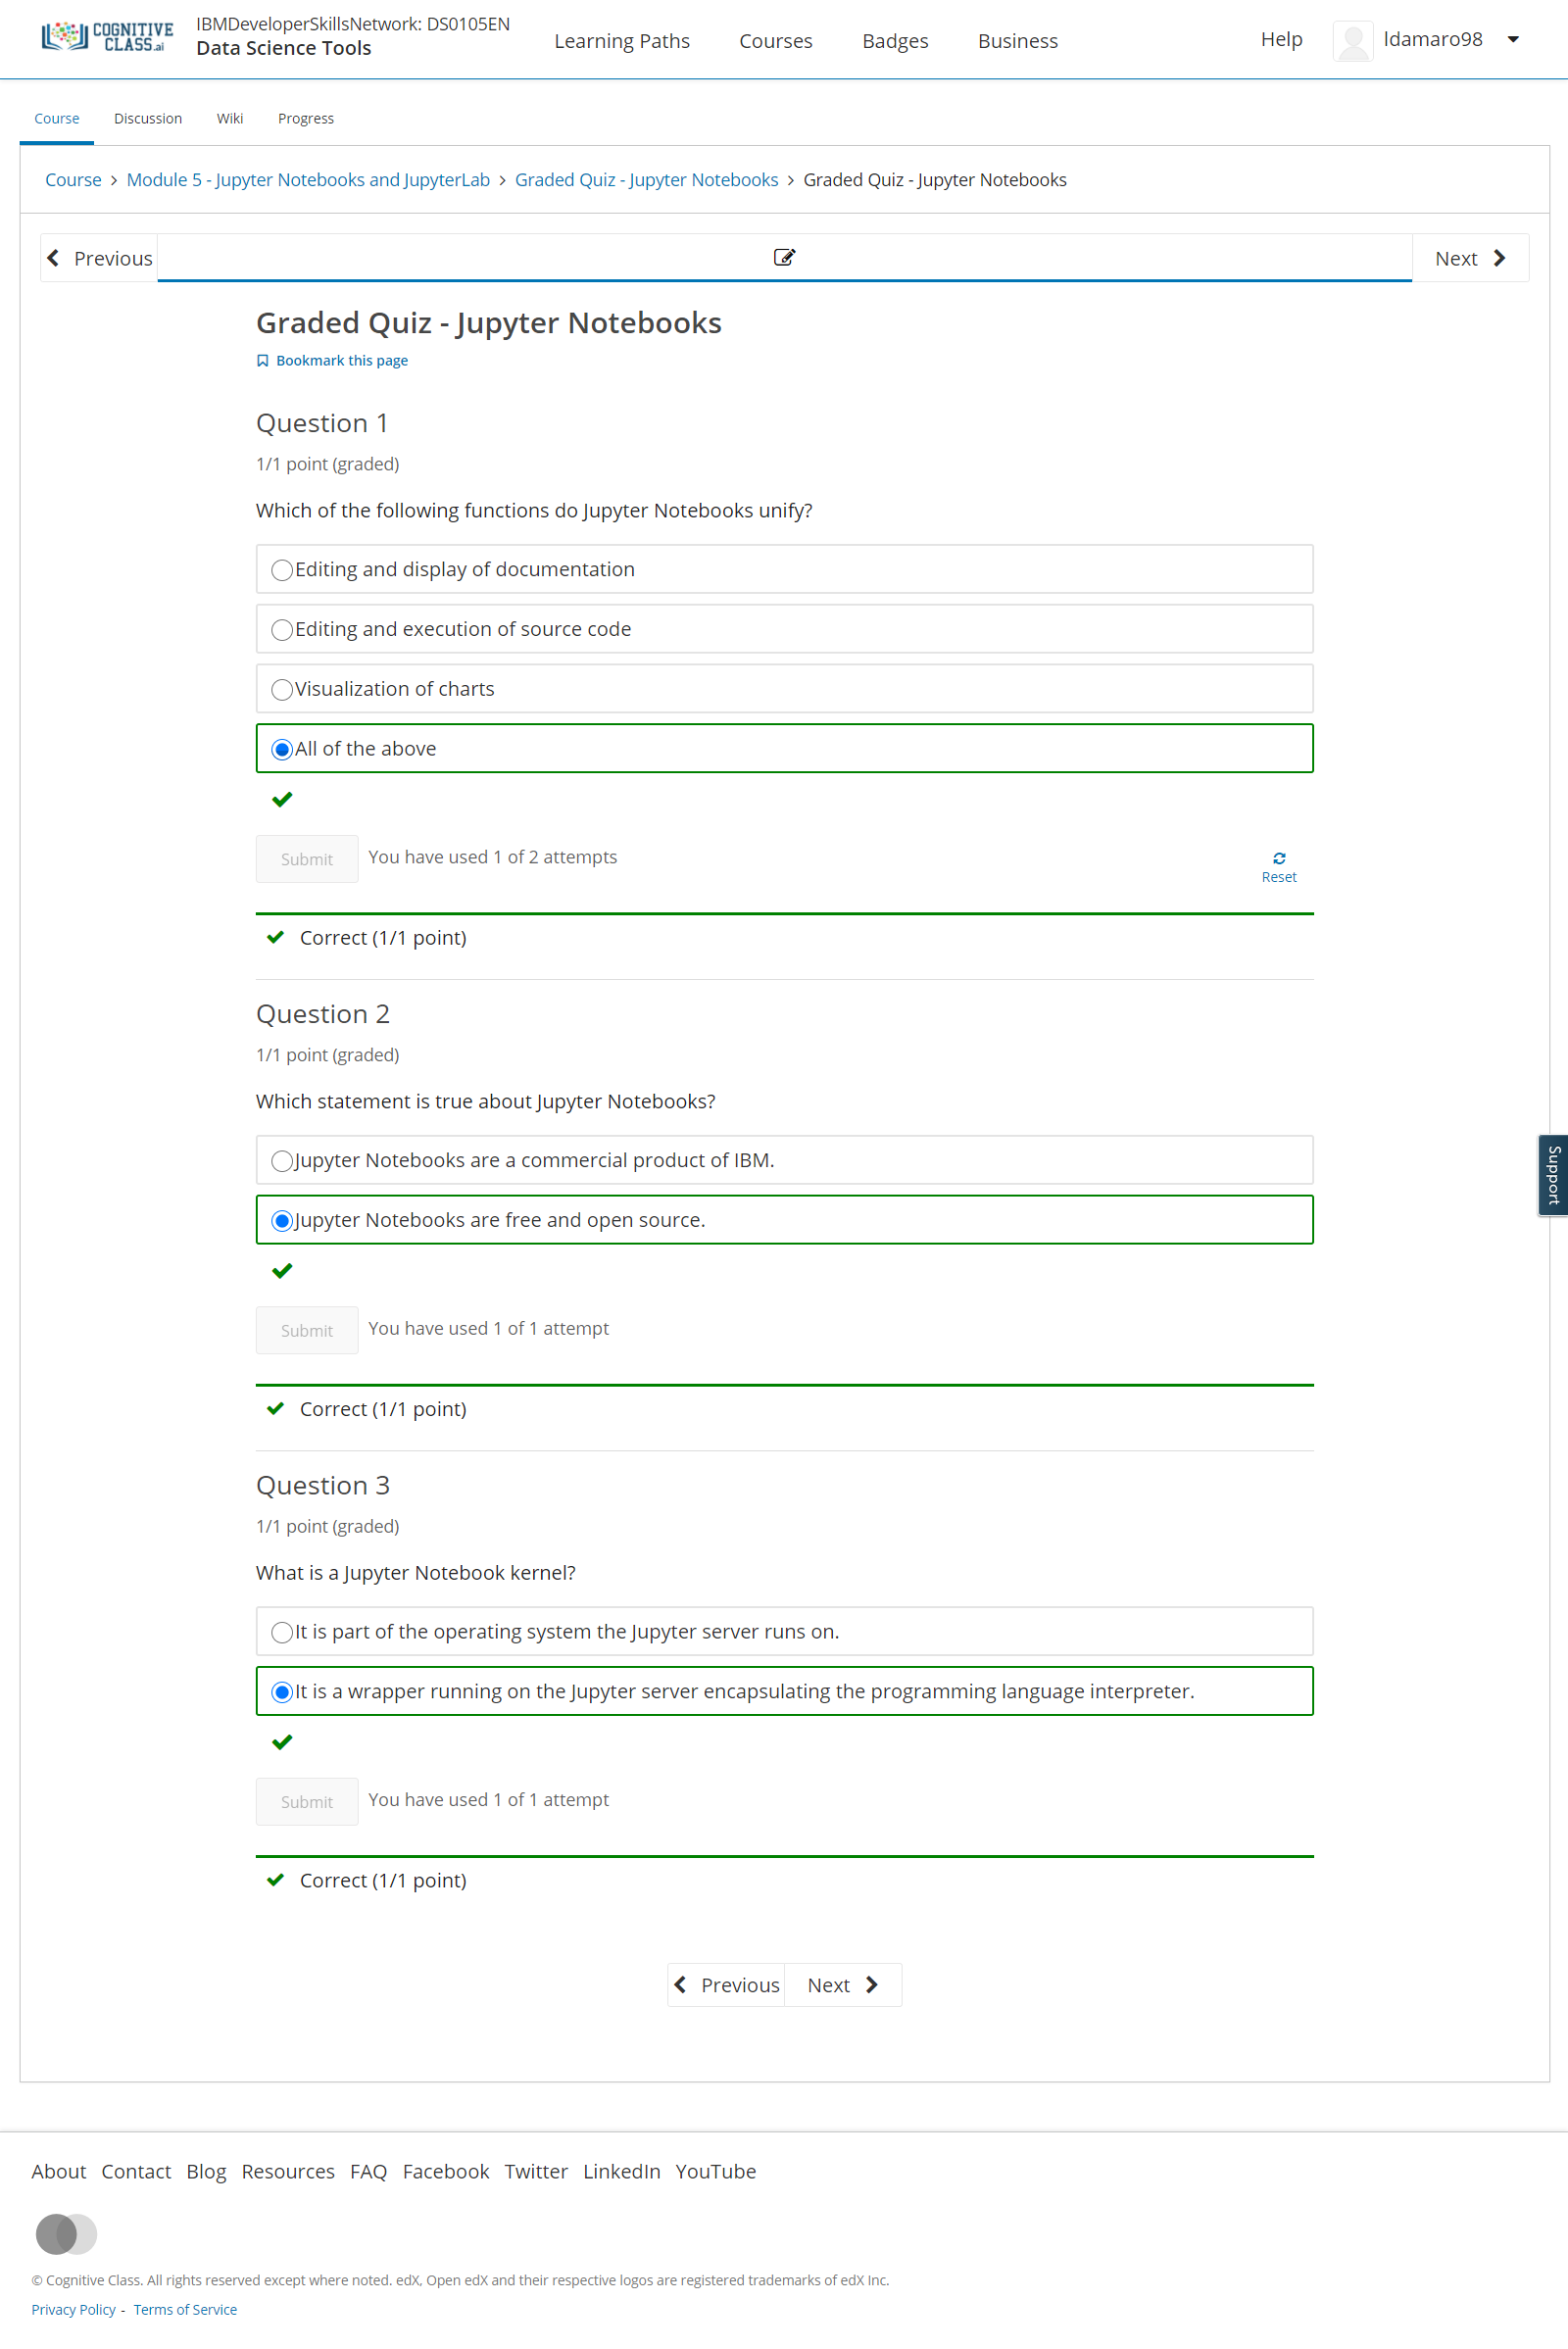 COGNITIVE
CLASS.ai
IBMDeveloperSkillsNetwork: DS0105EN
Data Science Tools
Learning Paths
Courses
Badges
Business
Help
Idamaro98
Course
Discussion
Wiki
Progress
Course > Module 5 - Jupyter Notebooks and JupyterLab > Graded Quiz - Jupyter Notebooks > Graded Quiz - Jupyter Notebooks
Previous
Next
Graded Quiz - Jupyter Notebooks
Bookmark this page
Question 1
1/1 point (graded)
Which of the following functions do Jupyter Notebooks unify?
Editing and display of documentation
Editing and execution of source code
Visualization of charts
All of the above
Submit
You have used 1 of 2 attempts
Reset
Correct (1/1 point)
Question 2
1/1 point (graded)
Which statement is true about Jupyter Notebooks?
Jupyter Notebooks are a commercial product of IBM.
Jupyter Notebooks are free and open source.
Submit
You have used 1 of 1 attempt
Correct (1/1 point)
Support
Question 3
1/1 point (graded)
What is a Jupyter Notebook kernel?
It is part of the operating system the Jupyter server runs on.
It is a wrapper running on the Jupyter server encapsulating the programming language interpreter.
Submit
You have used 1 of 1 attempt
Correct (1/1 point)
Previous
Next
About Contact Blog Resources FAQ Facebook Twitter LinkedIn YouTube
© Cognitive Class. All rights reserved except where noted. edX, Open edX and their respective logos are registered trademarks of edX Inc.
Privacy Policy - Terms of Service